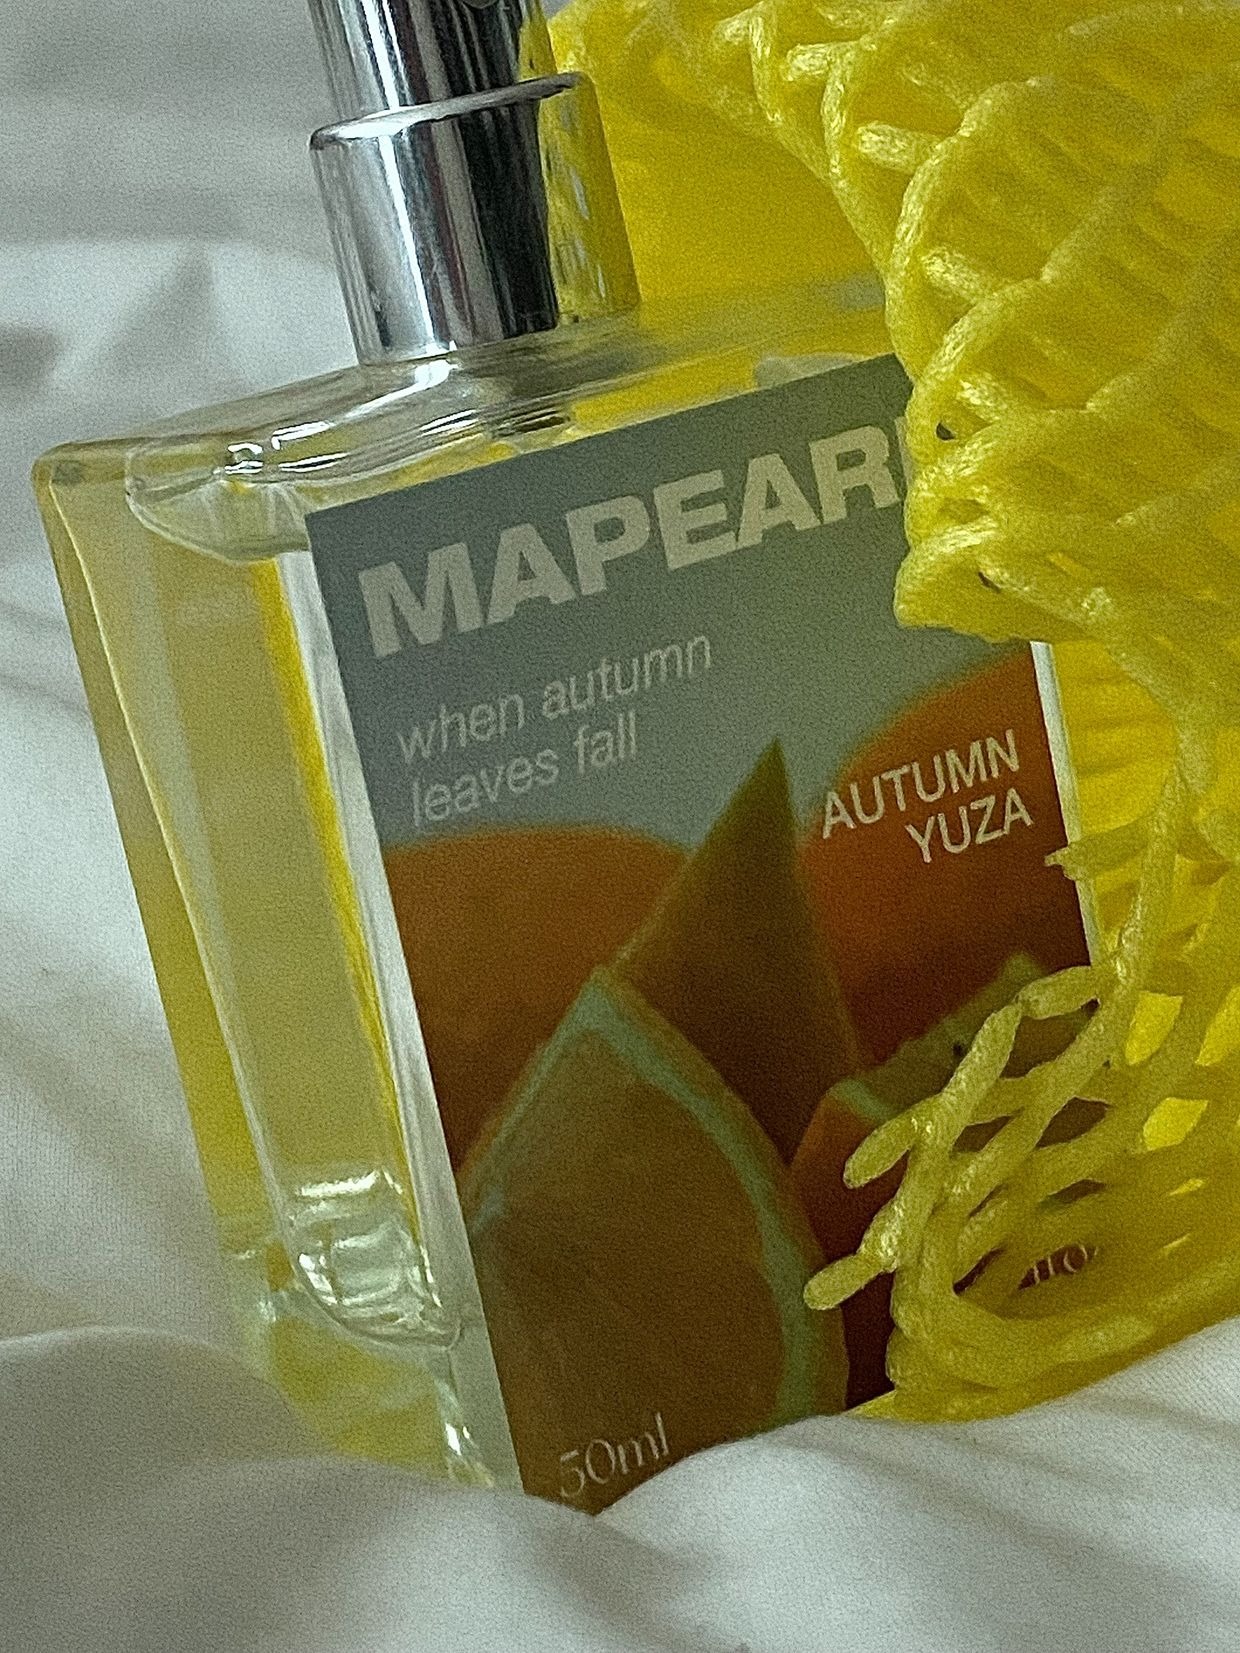 MAPEAR
when autumn
leaves fall
AUTUMN
YUZA
50ml